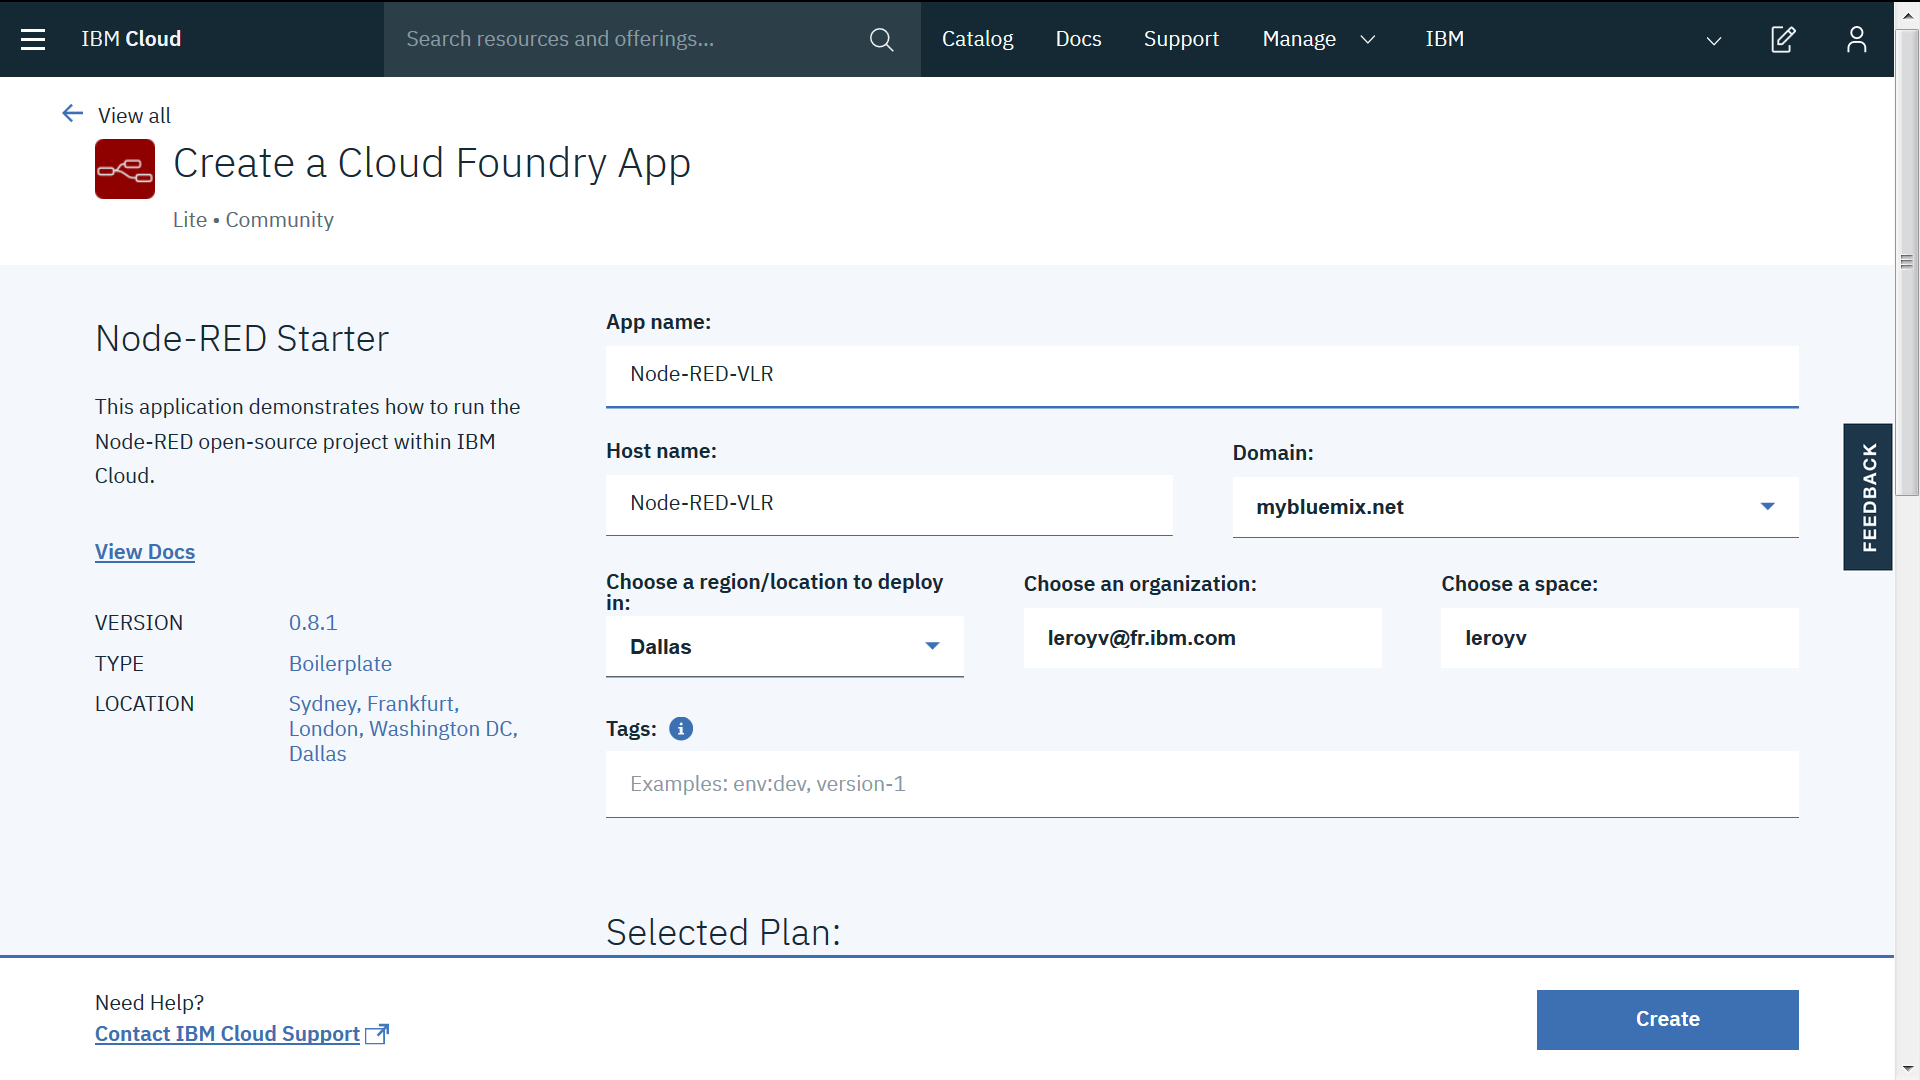 IBM Cloud
Search resources and offerings...
Catalog
Docs
Support
Manage
IBM
View all
Create a Cloud Foundry App
Lite • Community
Node-RED Starter
This application demonstrates how to run the
Node-RED open-source project within IBM
Cloud.
View Docs
VERSION 0.8.1
TYPE Boilerplate
LOCATION Sydney, Frankfurt,
London, Washington DC,
Dallas
App name:
Node-RED-VLR
Host name:
Node-RED-VLR
Domain:
mybluemix.net
Choose a region/location to deploy
in:
Dallas
Choose an organization:
leroyv@fr.ibm.com
Choose a space:
leroyv
Tags:
Examples: env:dev, version-1
Selected Plan:
FEEDBACK
Need Help?
Contact IBM Cloud Support
Create